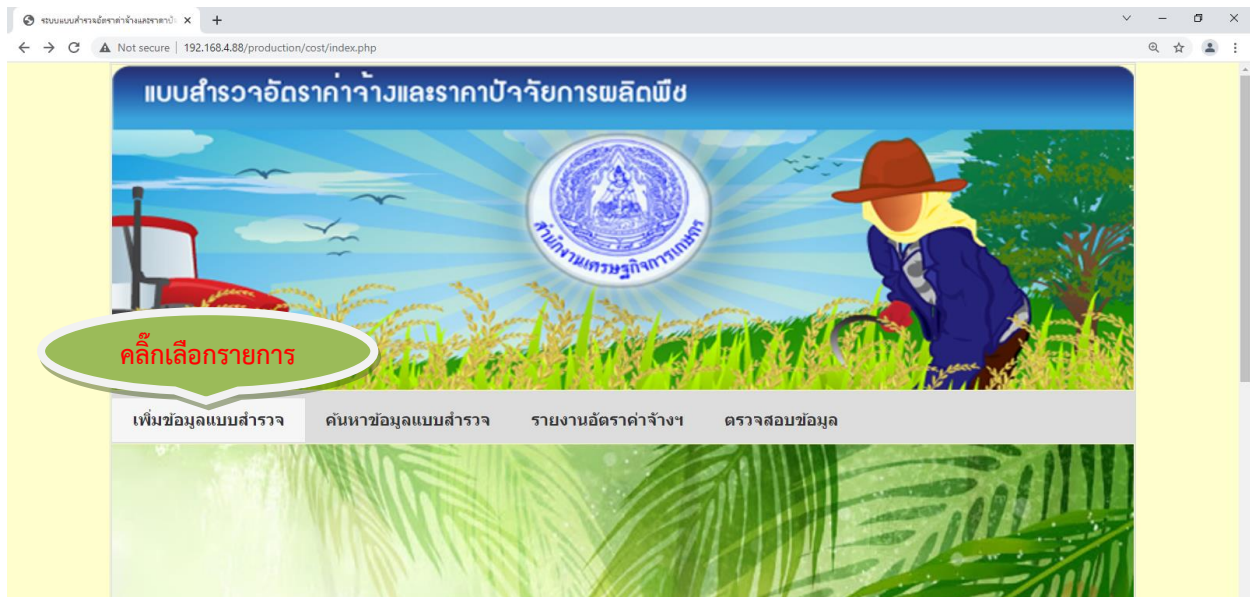 ระบบแบบสำรวจอัตราค่าจ้างและราคาปั
Not secure | 192.168.4.88/production/cost/index.php
แบบสำรวจอัตราค่าจ้างและราคาปัจจัยการผลิตพืช
สำนักงานเศรษฐกิจการเกษตร
คลิ๊กเลือกรายการ
เพิ่มข้อมูลแบบสำรวจ ค้นหาข้อมูลแบบสำรวจ รายงานอัตราค่าจ้างฯ ตรวจสอบข้อมูล